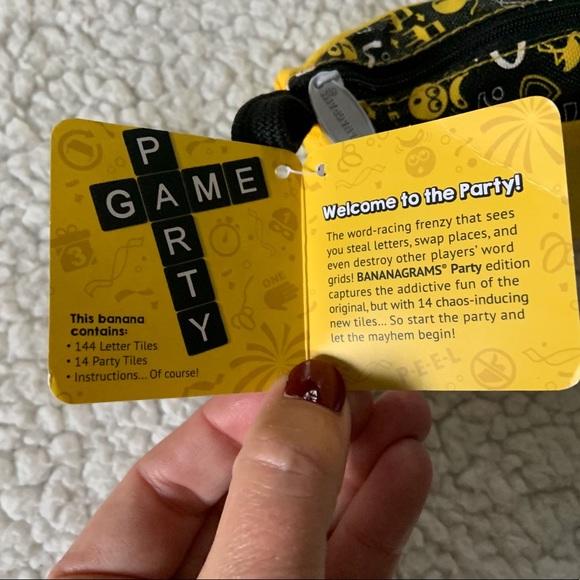 P
GAME
R
T
Y
This banana
contains:
• 144 Letter Tiles
• 14 Party Tiles
• Instructions... Of course!
Welcome to the Party!
The word-racing frenzy that sees
you steal letters, swap places, and
even destroy other players' word
grids! BANANAGRAMS® Party edition
captures the addictive fun of the
original, but with 14 chaos-inducing
new tiles... So start the party and
let the mayhem begin!
3
ONE
P-E-E-L